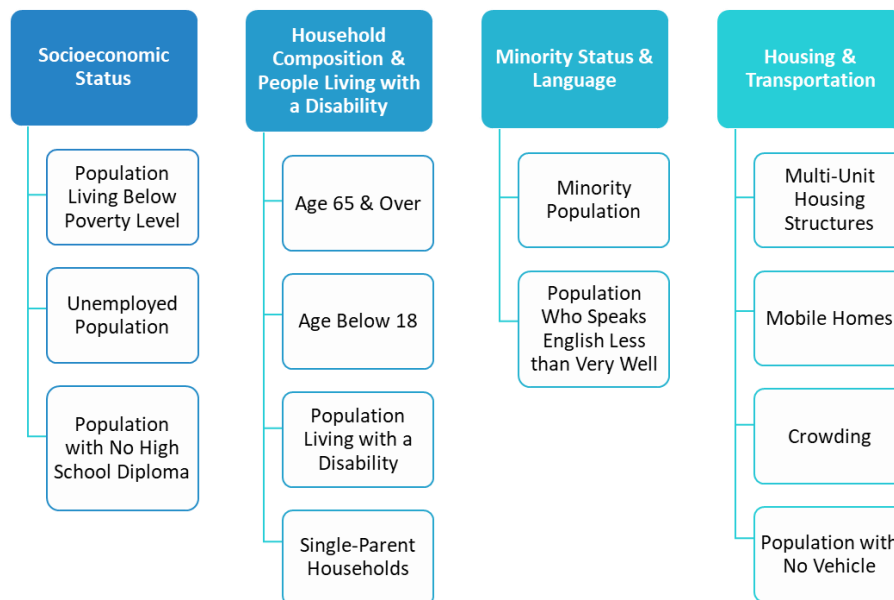 Socioeconomic
Status
Population
Living Below
Poverty Level
Unemployed
Population
Population
with No High
School Diploma
Household
Composition &
People Living with
a Disability
Age 65 & Over
Age Below 18
Population
Living with a
Disability
Single-Parent
Households
Minority Status &
Language
Minority
Population
Population
Who Speaks
English Less
than Very Well
Housing &
Transportation
Multi-Unit
Housing
Structures
Mobile Homes
Crowding
Population with
No Vehicle